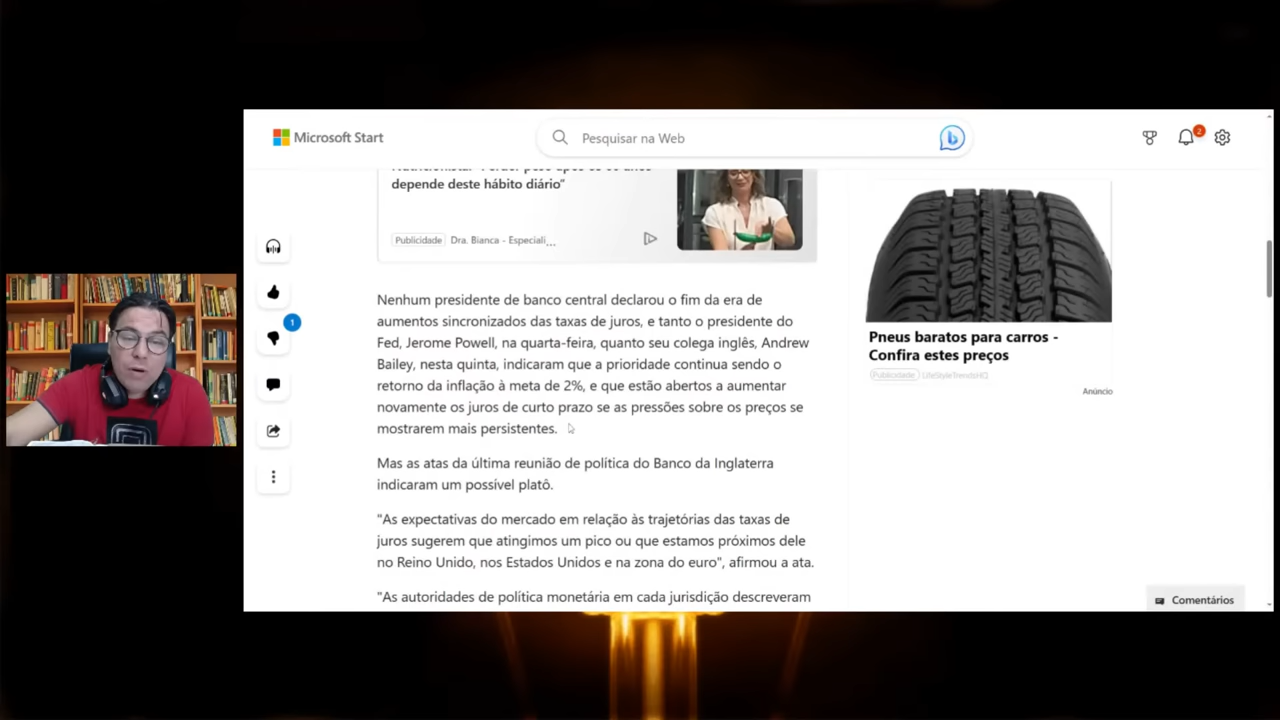 Microsoft Start
Pesquisar na Web
2
depende deste hábito diário"
Publicidade Dra. Bianca - Especiali...
1
Nenhum presidente de banco central declarou o fim da era de
aumentos sincronizados das taxas de juros, e tanto o presidente do
Fed, Jerome Powell, na quarta-feira, quanto seu colega inglês, Andrew
Bailey, nesta quinta, indicaram que a prioridade continua sendo o
retorno da inflação à meta de 2%, e que estão abertos a aumentar
novamente os juros de curto prazo se as pressões sobre os preços se
mostrarem mais persistentes.
Mas as atas da última reunião de política do Banco da Inglaterra
indicaram um possível platô.
"As expectativas do mercado em relação às trajetórias das taxas de
juros sugerem que atingimos um pico ou que estamos próximos dele
no Reino Unido, nos Estados Unidos e na zona do euro", afirmou a ata.
"As autoridades de política monetária em cada jurisdição descreveram
Pneus baratos para carros -
Confira estes preços
Publicidade LifeStyleTrendsHQ
Anúncio
Comentários